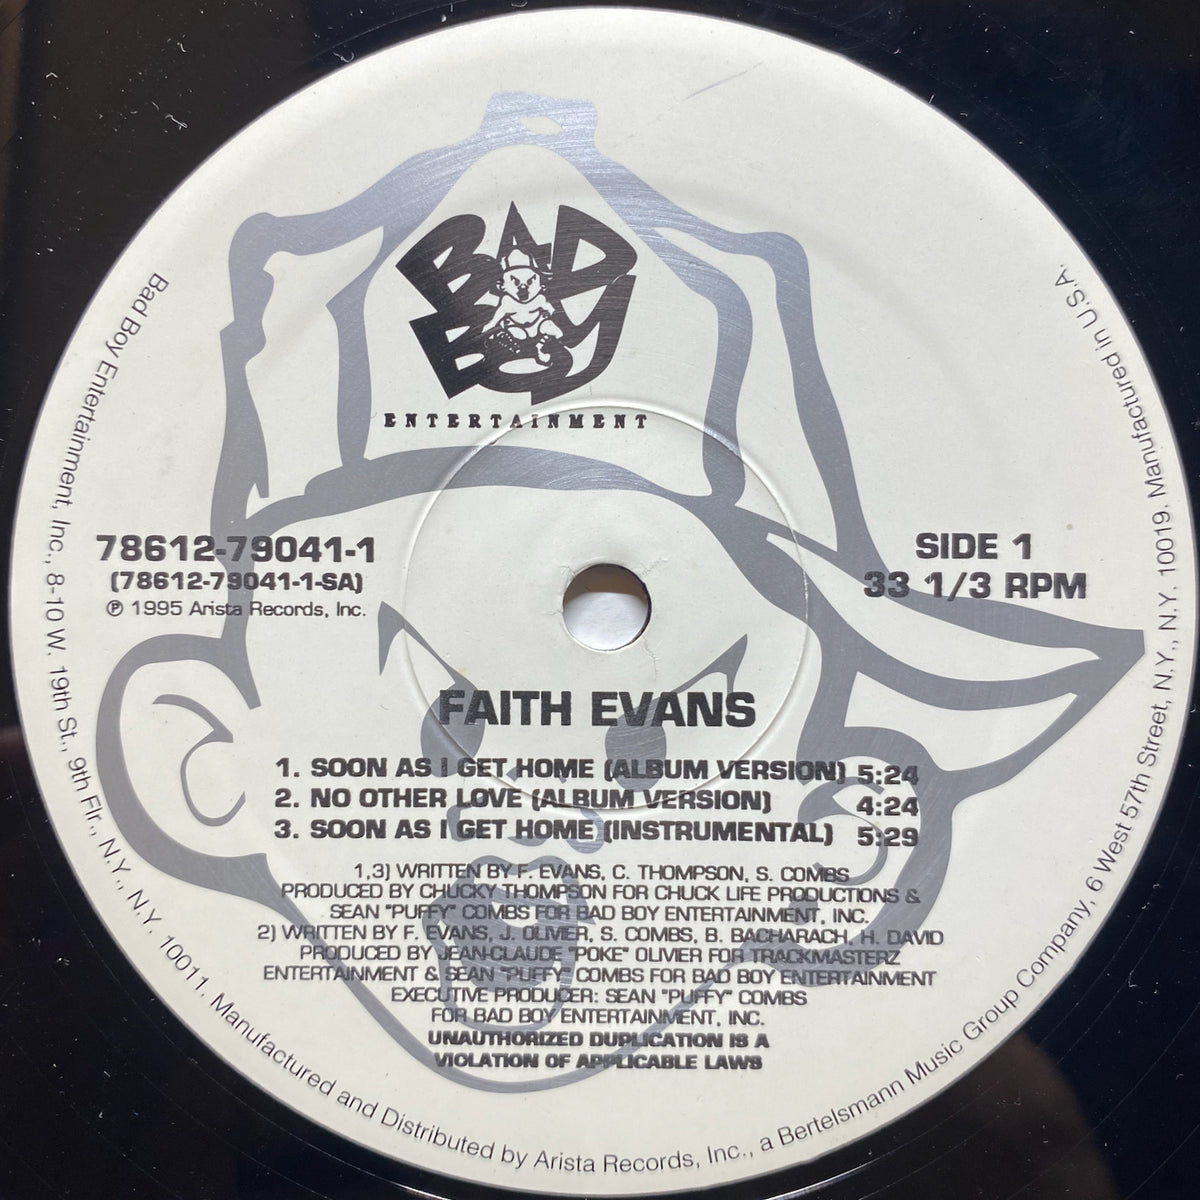 BAD BOY
ENTERTAINMENT
78612-79041-1
(78612-79041-1-SA)
℗ 1995 Arista Records, Inc.
SIDE 1
33 1/3 RPM
FAITH EVANS
1. SOON AS I GET HOME (ALBUM VERSION) 5:24
2. NO OTHER LOVE (ALBUM VERSION) 4:24
3. SOON AS I GET HOME (INSTRUMENTAL) 5:29
1,3) WRITTEN BY F. EVANS, C. THOMPSON, S. COMBS
PRODUCED BY CHUCKY THOMPSON FOR CHUCK LIFE PRODUCTIONS &
SEAN "PUFFY" COMBS FOR BAD BOY ENTERTAINMENT, INC.
2) WRITTEN BY F. EVANS, J. OLIVIER, S. COMBS, B. BACHARACH, H. DAVID
PRODUCED BY JEAN-CLAUDE "POKE" OLIVIER FOR TRACKMASTERZ
ENTERTAINMENT & SEAN "PUFFY" COMBS FOR BAD BOY ENTERTAINMENT
EXECUTIVE PRODUCER: SEAN "PUFFY" COMBS
FOR BAD BOY ENTERTAINMENT, INC.
UNAUTHORIZED DUPLICATION IS A
VIOLATION OF APPLICABLE LAWS
Bad Boy Entertainment, Inc., 8-10 W. 19th St., 9th Flr., N.Y., N.Y. 10011. Manufactured and Distributed by Arista Records, Inc., a Bertelsmann Music Group Company, 6 West 57th Street, N.Y., N.Y. 10019. Manufactured in U.S.A.